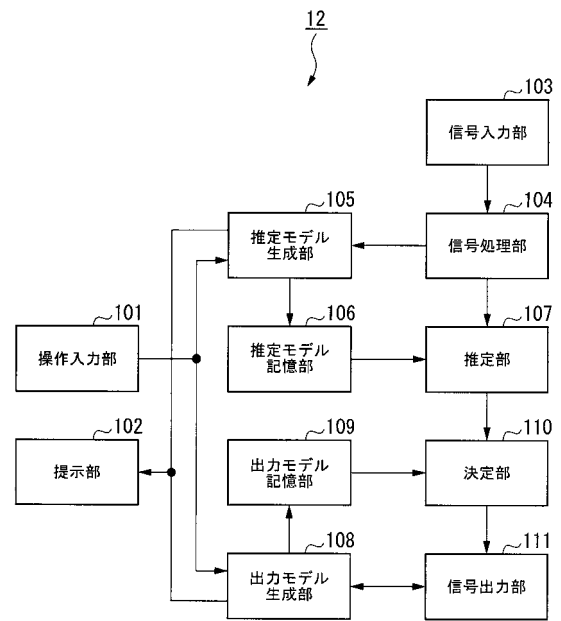 12
103
信号入力部
105
推定モデル
生成部
104
信号処理部
101
操作入力部
106
推定モデル
記憶部
107
推定部
102
提示部
109
出力モデル
記憶部
110
決定部
108
出力モデル
生成部
111
信号出力部